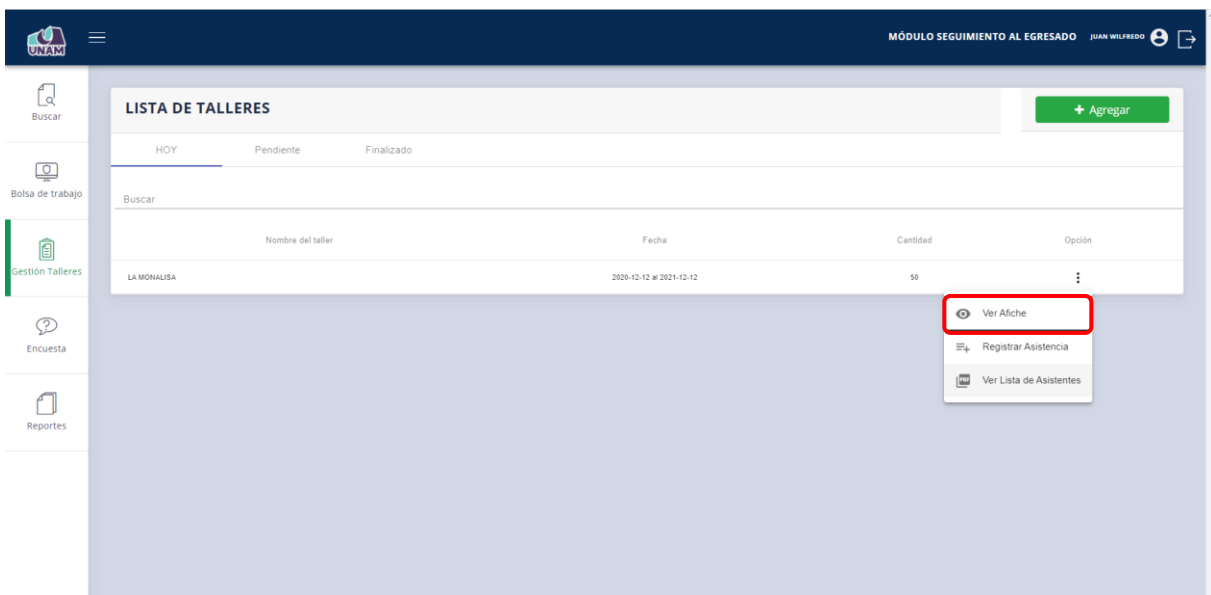 UNAM
MÓDULO SEGUIMIENTO AL EGRESADO JUAN WILFREDO
Buscar
Bolsa de trabajo
Gestión Talleres
Encuesta
Reportes
LISTA DE TALLERES
+ Agregar
HOY Pendiente Finalizado
Buscar
Nombre del taller Fecha Cantidad Opción
LA MONALISA 2020-12-12 al 2021-12-12 50
Ver Afiche
Registrar Asistencia
PDF Ver Lista de Asistentes